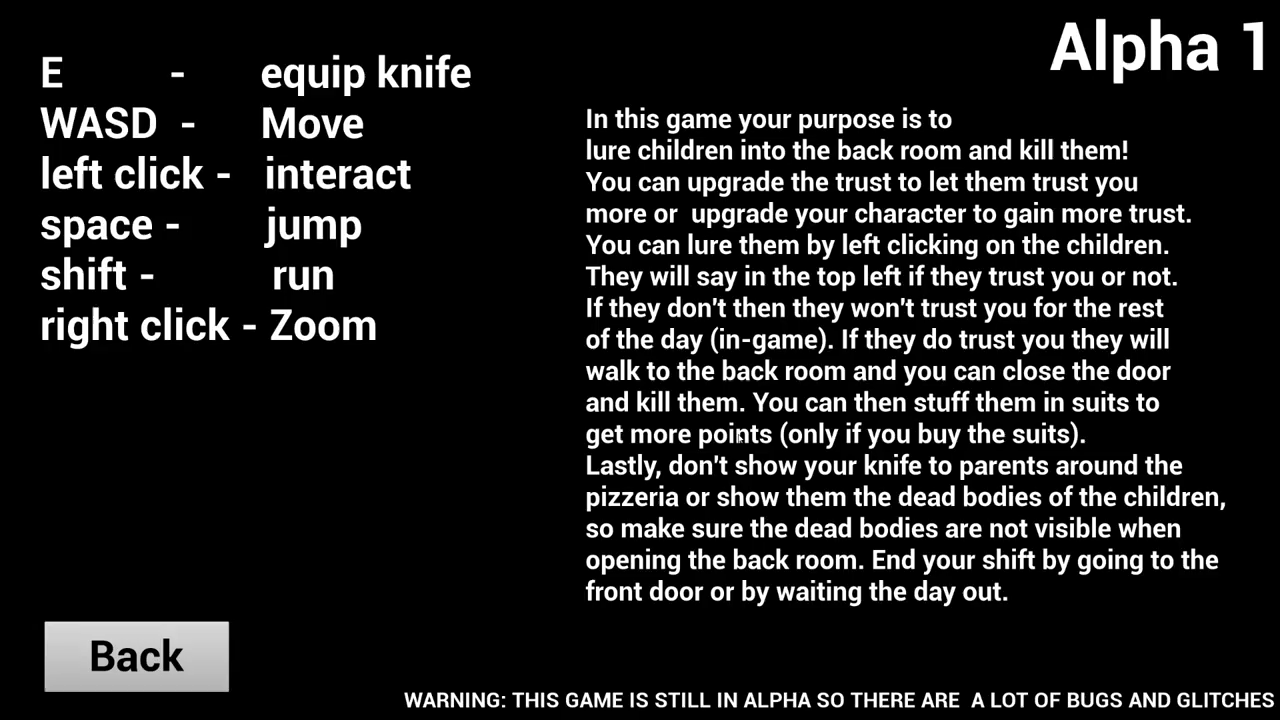 Alpha 1
E - equip knife
WASD - Move
left click - interact
space - jump
shift - run
right click - Zoom
In this game your purpose is to
lure children into the back room and kill them!
You can upgrade the trust to let them trust you
more or upgrade your character to gain more trust.
You can lure them by left clicking on the children.
They will say in the top left if they trust you or not.
If they don't then they won't trust you for the rest
of the day (in-game). If they do trust you they will
walk to the back room and you can close the door
and kill them. You can then stuff them in suits to
get more points (only if you buy the suits).
Lastly, don't show your knife to parents around the
pizzeria or show them the dead bodies of the children,
so make sure the dead bodies are not visible when
opening the back room. End your shift by going to the
front door or by waiting the day out.
Back
WARNING: THIS GAME IS STILL IN ALPHA SO THERE ARE A LOT OF BUGS AND GLITCHES